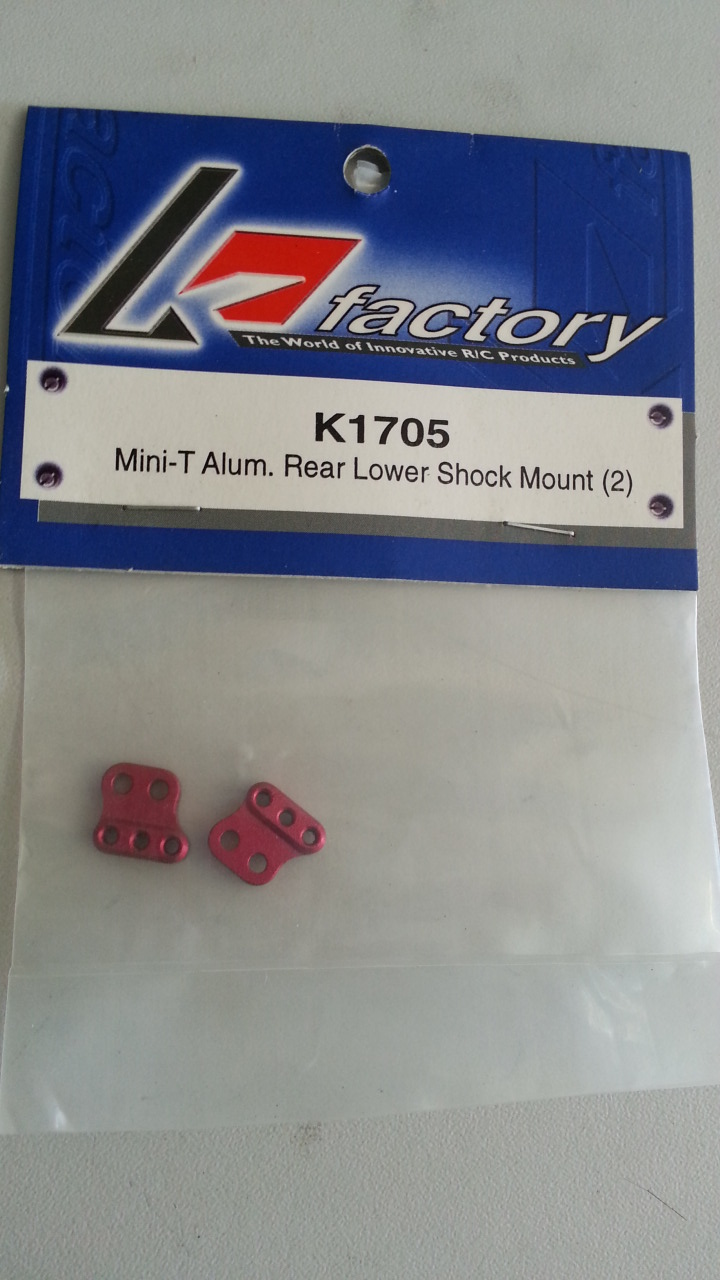 K factory
The World of Innovative R/C Products
K1705
Mini-T Alum. Rear Lower Shock Mount (2)